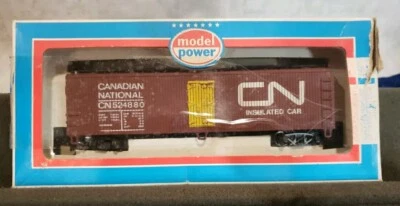 model
power
CANADIAN
NATIONAL
CN 524880
CN
INSULATED CAR